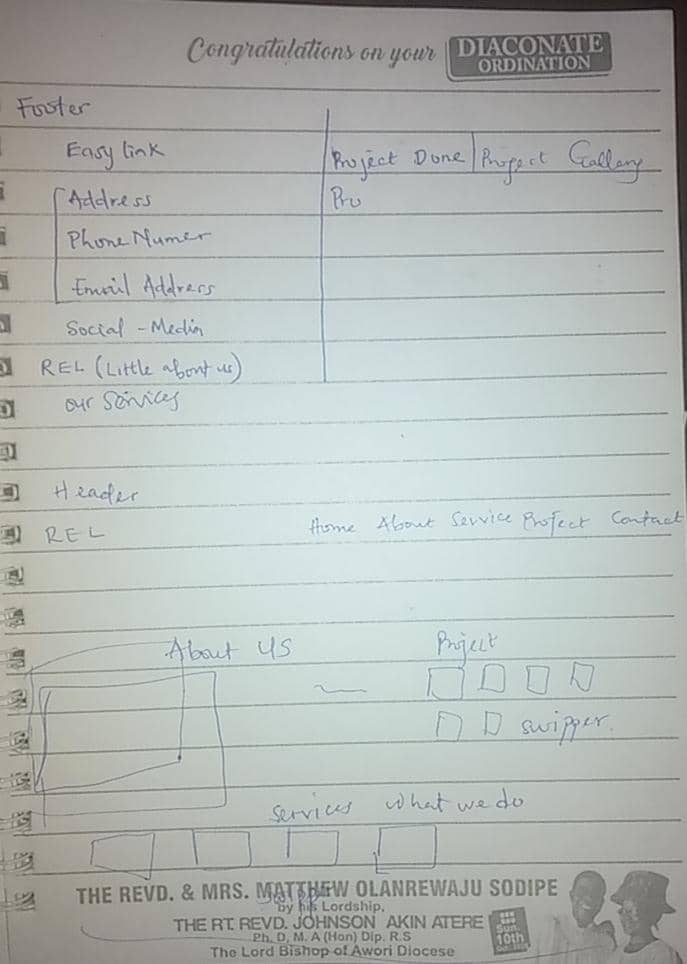 Congratulations on your DIACONATE ORDINATION
Footer
Easy link
Project Done | Project Gallery
Address
Pro
Phone Numer
Email Address
Social - Media
REL (Little about us)
our Services
Header
REL Home About Service Project Contact
About US Project
swipper
Services what we do
THE REVD. & MRS. MATTHEW OLANREWAJU SODIPE
by his Lordship,
THE RT. REVD. JOHNSON AKIN ATERE
Ph. D, M. A (Hon) Dip. R.S
The Lord Bishop of Awori Diocese
Sun.
10th